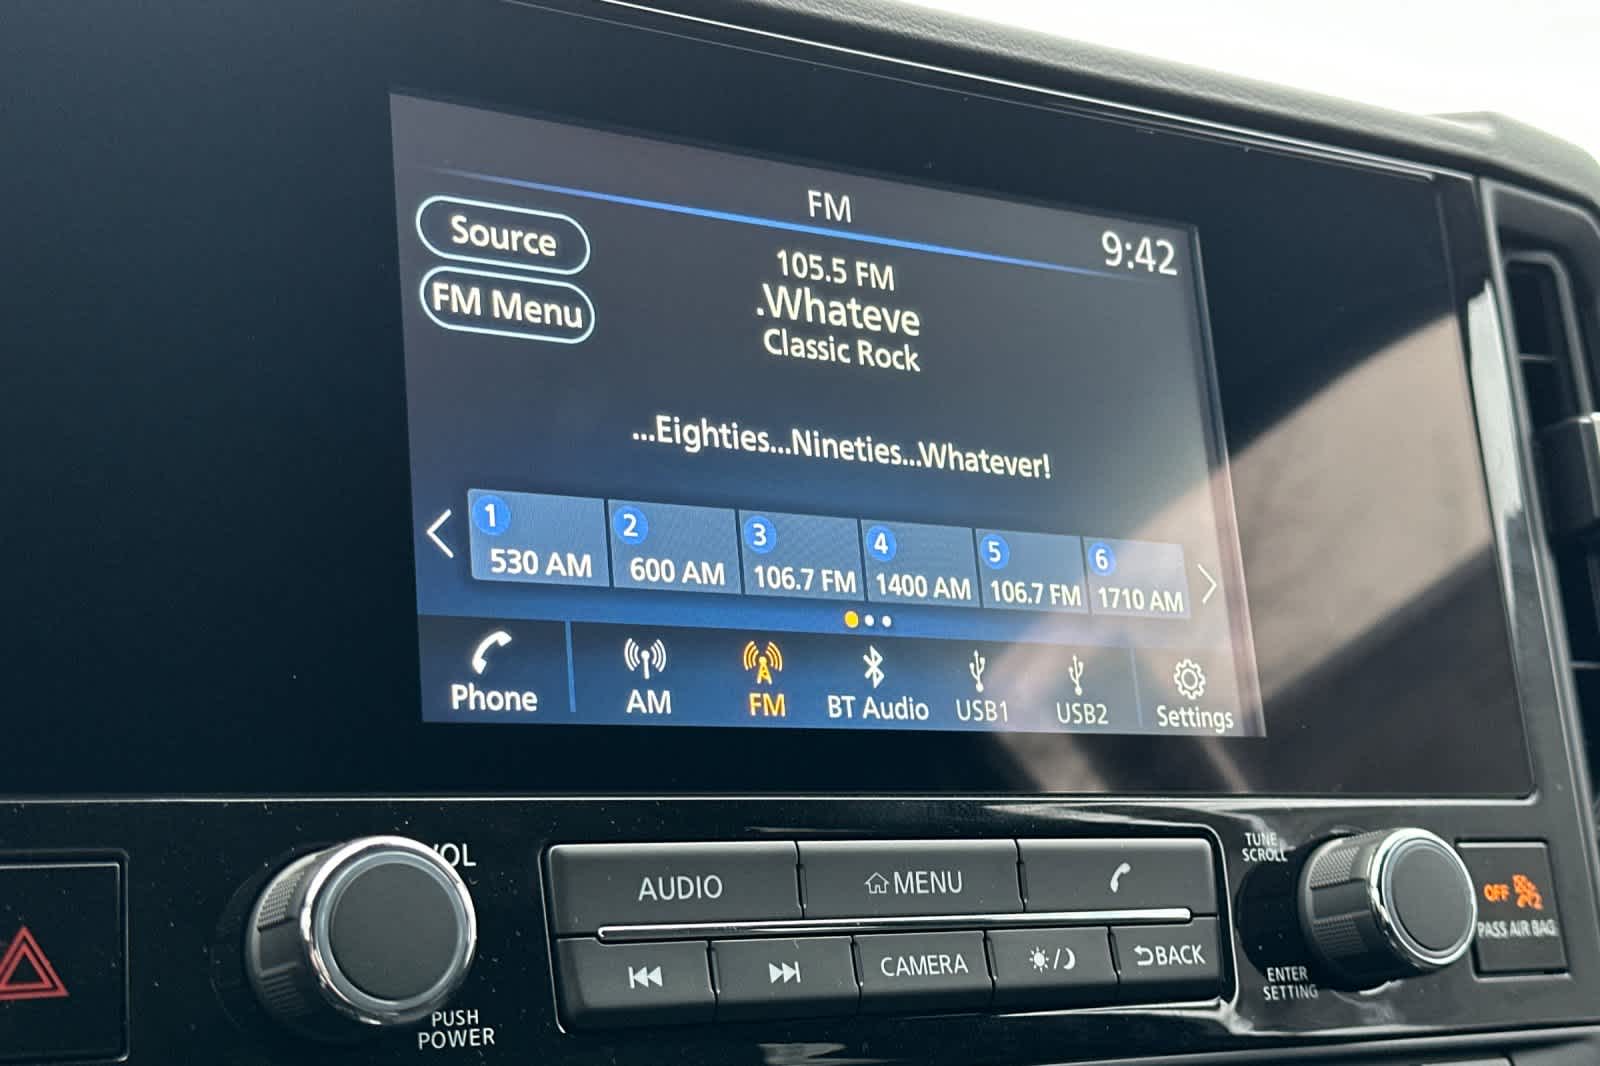 FM
9:42
Source
FM Menu
105.5 FM
.Whateve
Classic Rock
...Eighties...Nineties...Whatever!
1 2 3 4 5 6
530 AM 600 AM 106.7 FM 1400 AM 106.7 FM 1710 AM
Phone AM FM BT Audio USB1 USB2 Settings
VOL
PUSH
POWER
AUDIO MENU
CAMERA BACK
TUNE
SCROLL
ENTER
SETTING
OFF 2
PASS AIR BAG